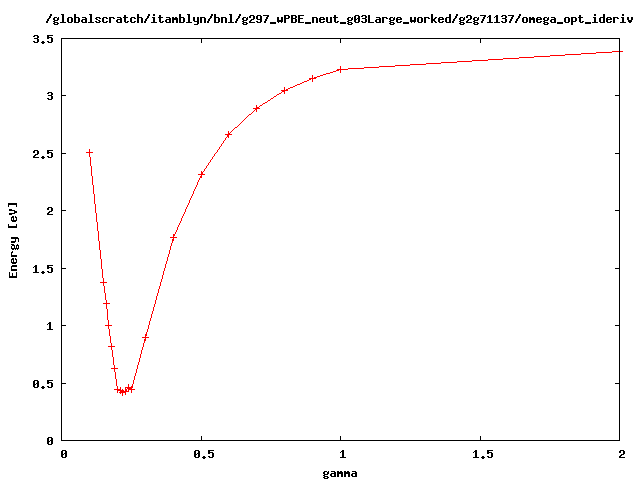 /globalscratch/itamblyn/bnl/g297_wPBE_neut_g03Large_worked/g2g71137/omega_opt_ideriv
3.5
3
2.5
2
1.5
1
0.5
0
Energy [eV]
0 0.5 1 1.5 2
gamma